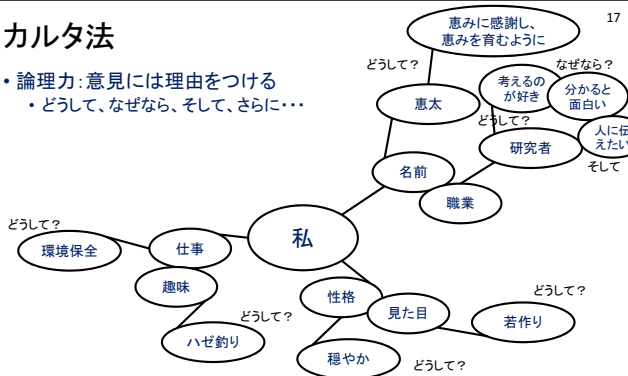 17
カルタ法
• 論理力：意見には理由をつける
• どうして、なぜなら、そして、さらに・・・
恵みに感謝し、
恵みを育むように
どうして？
恵太
考えるの
が好き
なぜなら？
分かると
面白い
どうして？
人に伝
えたい
研究者
そして
名前
職業
私
どうして？
環境保全
仕事
趣味
どうして？
ハゼ釣り
性格
見た目
どうして？
若作り
穏やか
どうして？